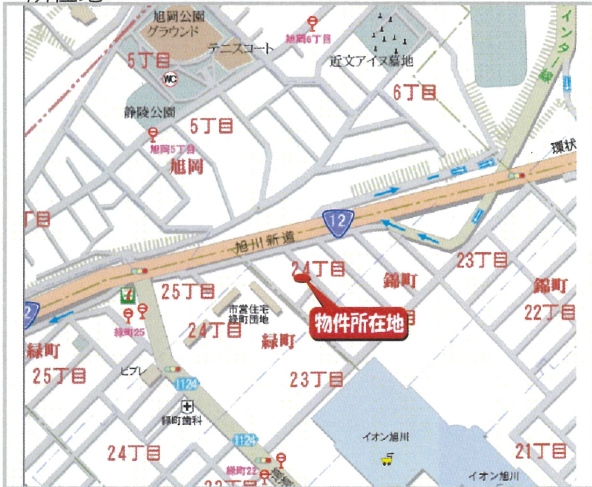 旭岡公園
グラウンド
テニスコート
旭岡6丁目
近文アイヌ墓地
インター線
5丁目
WC
6丁目
静陵公園
5丁目
旭岡5丁目
旭岡
環状
12
旭川新道
24丁目
錦町
23丁目
錦町
22丁目
25丁目
物件所在地
市営住宅
緑町団地
24丁目
緑町
緑町25
緑町
25丁目
ビブレ
23丁目
1124
緑町歯科
24丁目
1124
緑町22
イオン旭川
21丁目
イオン旭川